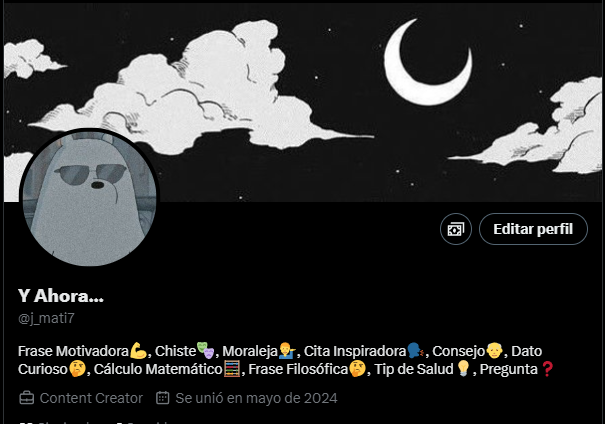 Editar perfil
Y Ahora...
@j_mati7
Frase Motivadora💪, Chiste🎭, Moraleja💁‍♂️, Cita Inspiradora🗣️, Consejo👴, Dato
Curioso🤔, Cálculo Matemático🧮, Frase Filosófica🤔, Tip de Salud💡, Pregunta❓
Content Creator Se unió en mayo de 2024